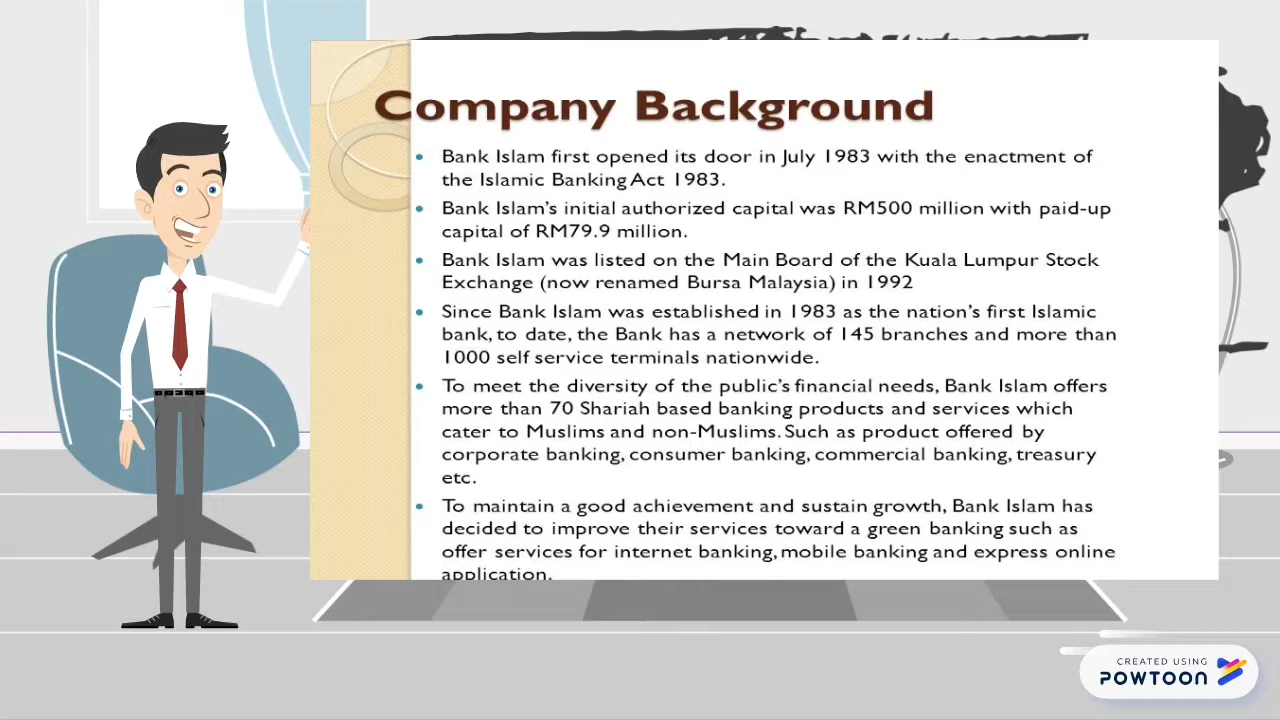 Company Background
• Bank Islam first opened its door in July 1983 with the enactment of
the Islamic Banking Act 1983.
• Bank Islam's initial authorized capital was RM500 million with paid-up
capital of RM79.9 million.
• Bank Islam was listed on the Main Board of the Kuala Lumpur Stock
Exchange (now renamed Bursa Malaysia) in 1992
• Since Bank Islam was established in 1983 as the nation's first Islamic
bank, to date, the Bank has a network of 145 branches and more than
1000 self service terminals nationwide.
• To meet the diversity of the public's financial needs, Bank Islam offers
more than 70 Shariah based banking products and services which
cater to Muslims and non-Muslims. Such as product offered by
corporate banking, consumer banking, commercial banking, treasury
etc.
• To maintain a good achievement and sustain growth, Bank Islam has
decided to improve their services toward a green banking such as
offer services for internet banking, mobile banking and express online
application.
CREATED USING
POWTOON